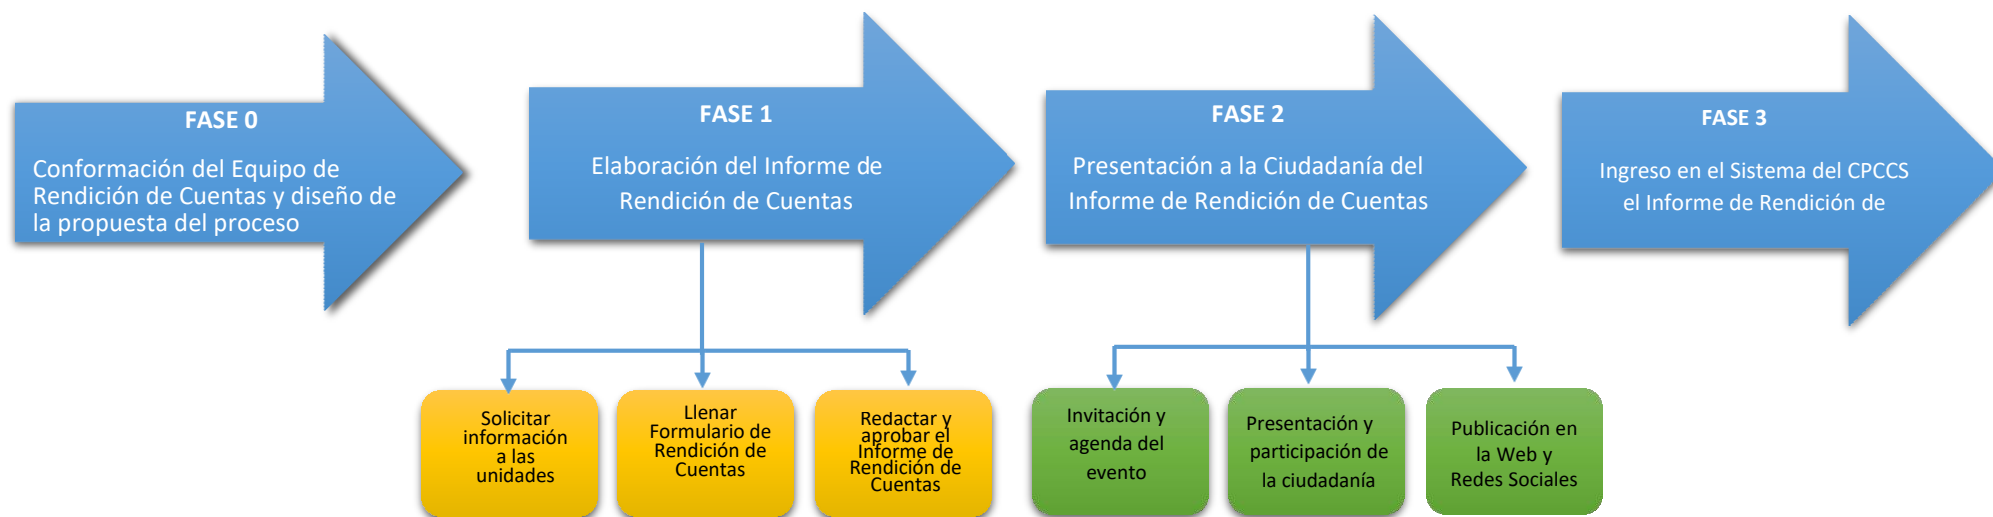 FASE 0
Conformación del Equipo de
Rendición de Cuentas y diseño de
la propuesta del proceso
FASE 1
Elaboración del Informe de
Rendición de Cuentas
FASE 2
Presentación a la Ciudadanía del
Informe de Rendición de Cuentas
FASE 3
Ingreso en el Sistema del CPCCS
el Informe de Rendición de
Solicitar
información
a las
unidades
Llenar
Formulario de
Rendición de
Cuentas
Redactar y
aprobar el
Informe de
Rendición de
Cuentas
Invitación y
agenda del
evento
Presentación y
participación de
la ciudadanía
Publicación en
la Web y
Redes Sociales